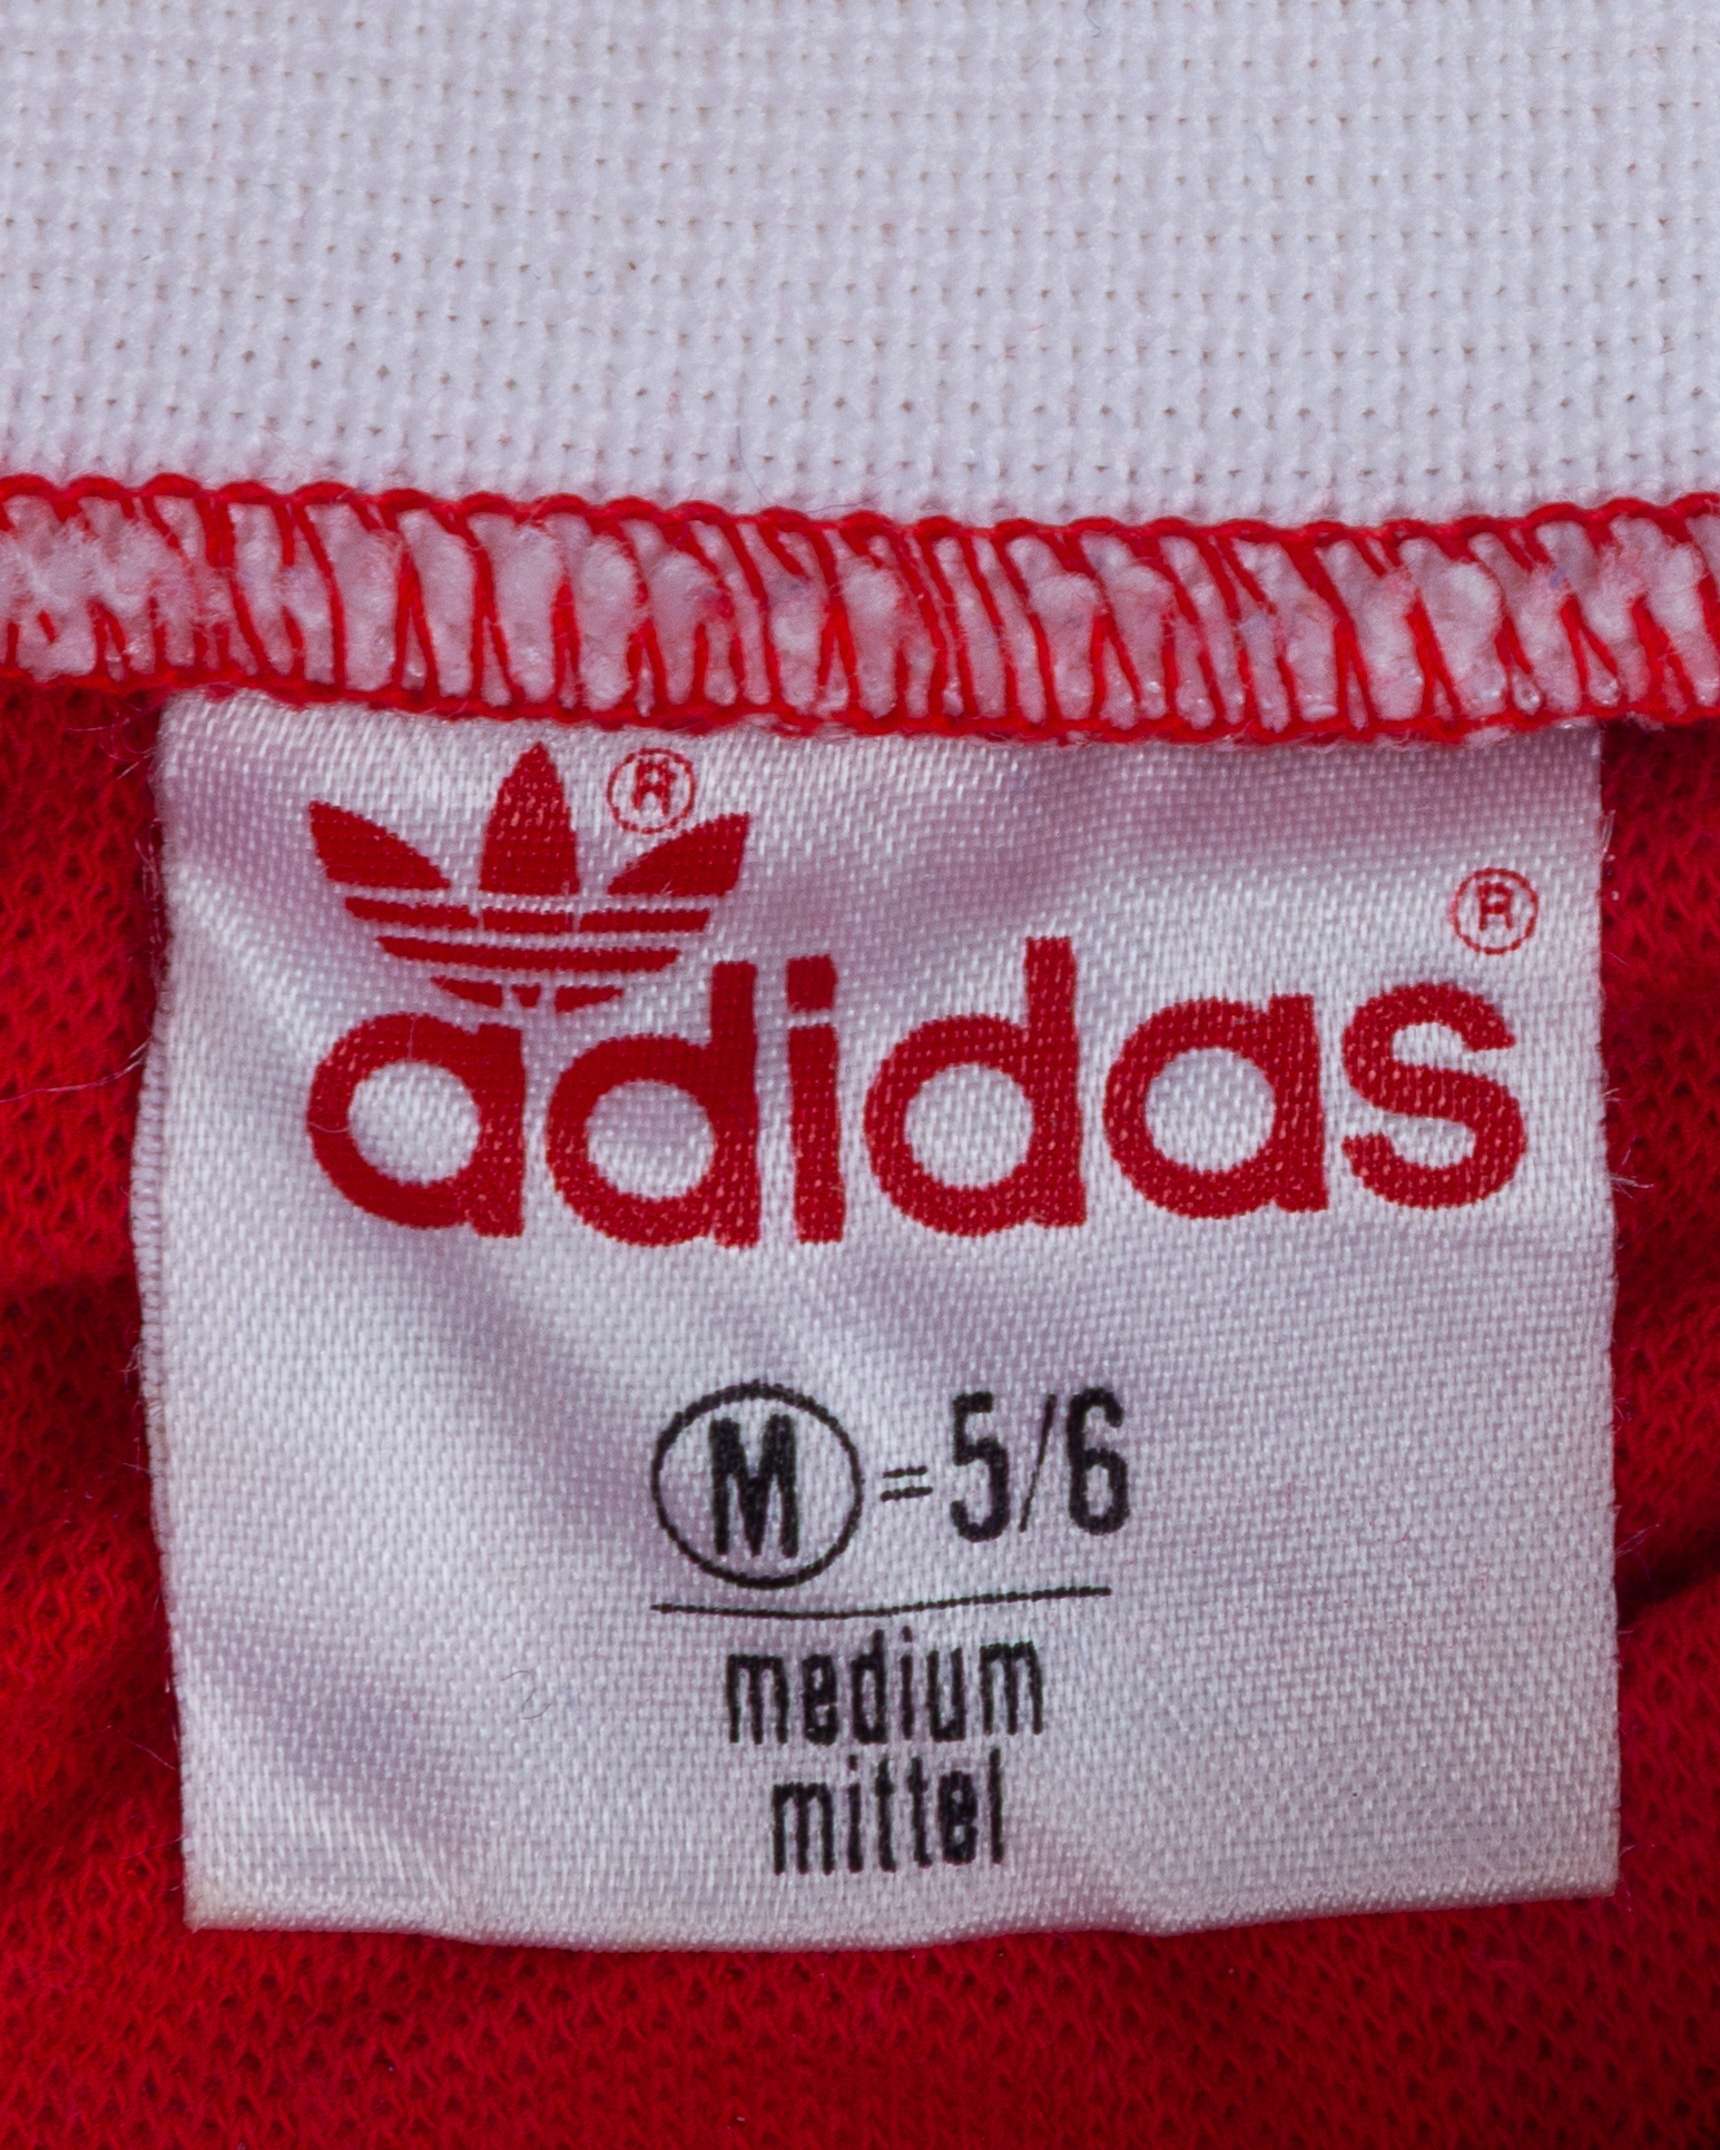 ®
adidas ®
M = 5/6
medium
mittel